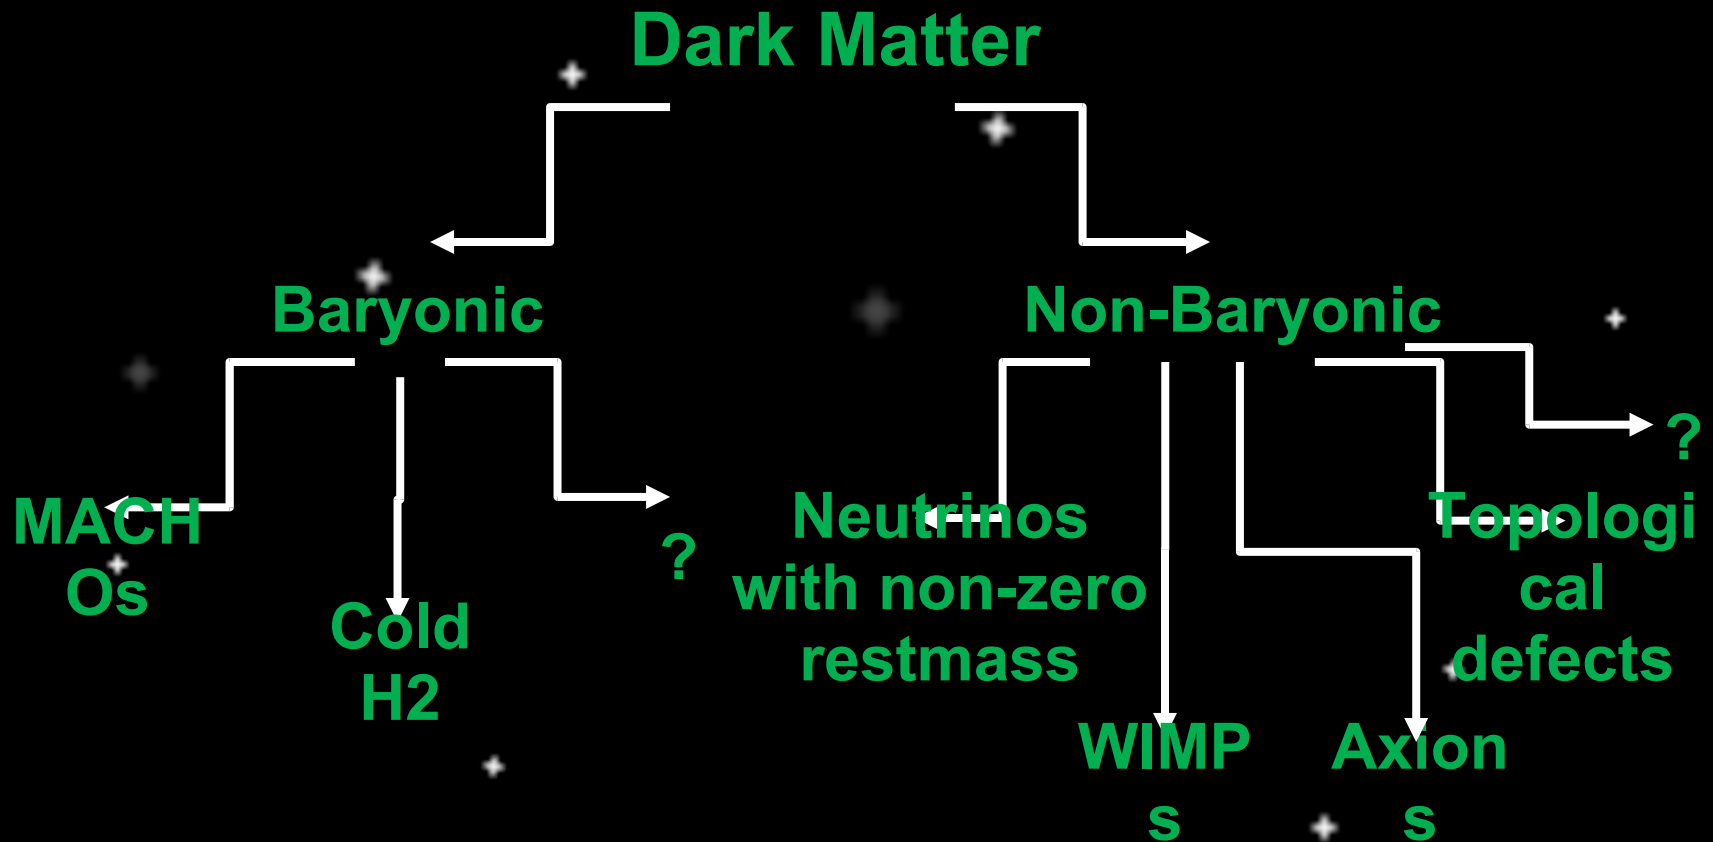 Dark Matter
Baryonic
Non-Baryonic
MACH
Os
Cold
H2
?
Neutrinos
with non-zero
restmass
WIMP
s
Axion
s
Topologi
cal
defects
?